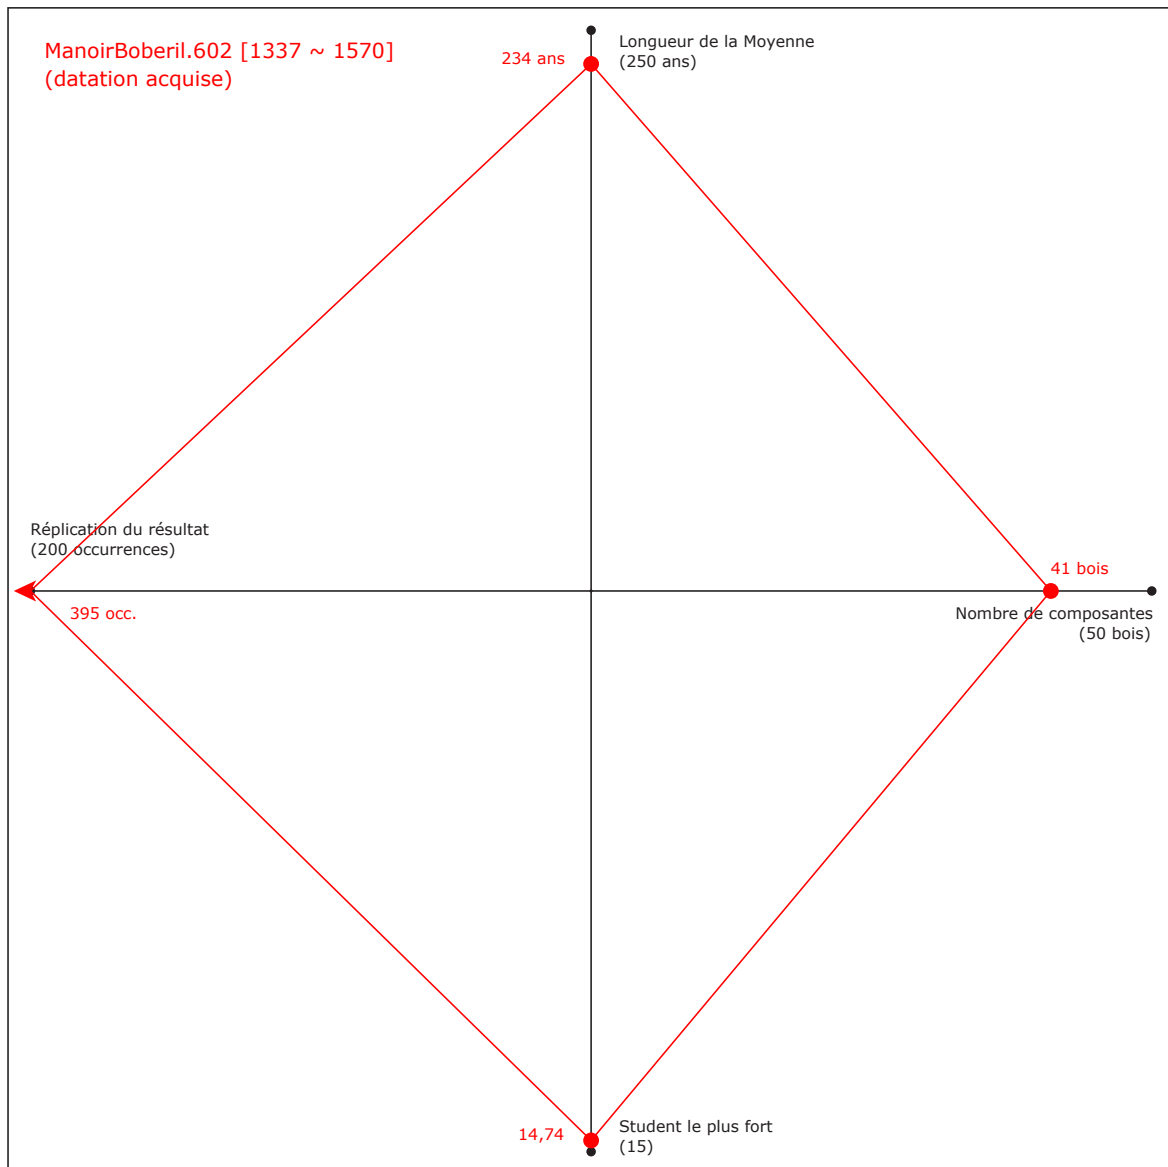 ManoirBoberil.602 [1337 ~ 1570]
(datation acquise)
Longueur de la Moyenne
(250 ans)
234 ans
Réplication du résultat
(200 occurrences)
395 occ.
41 bois
Nombre de composantes
(50 bois)
14,74
Student le plus fort
(15)